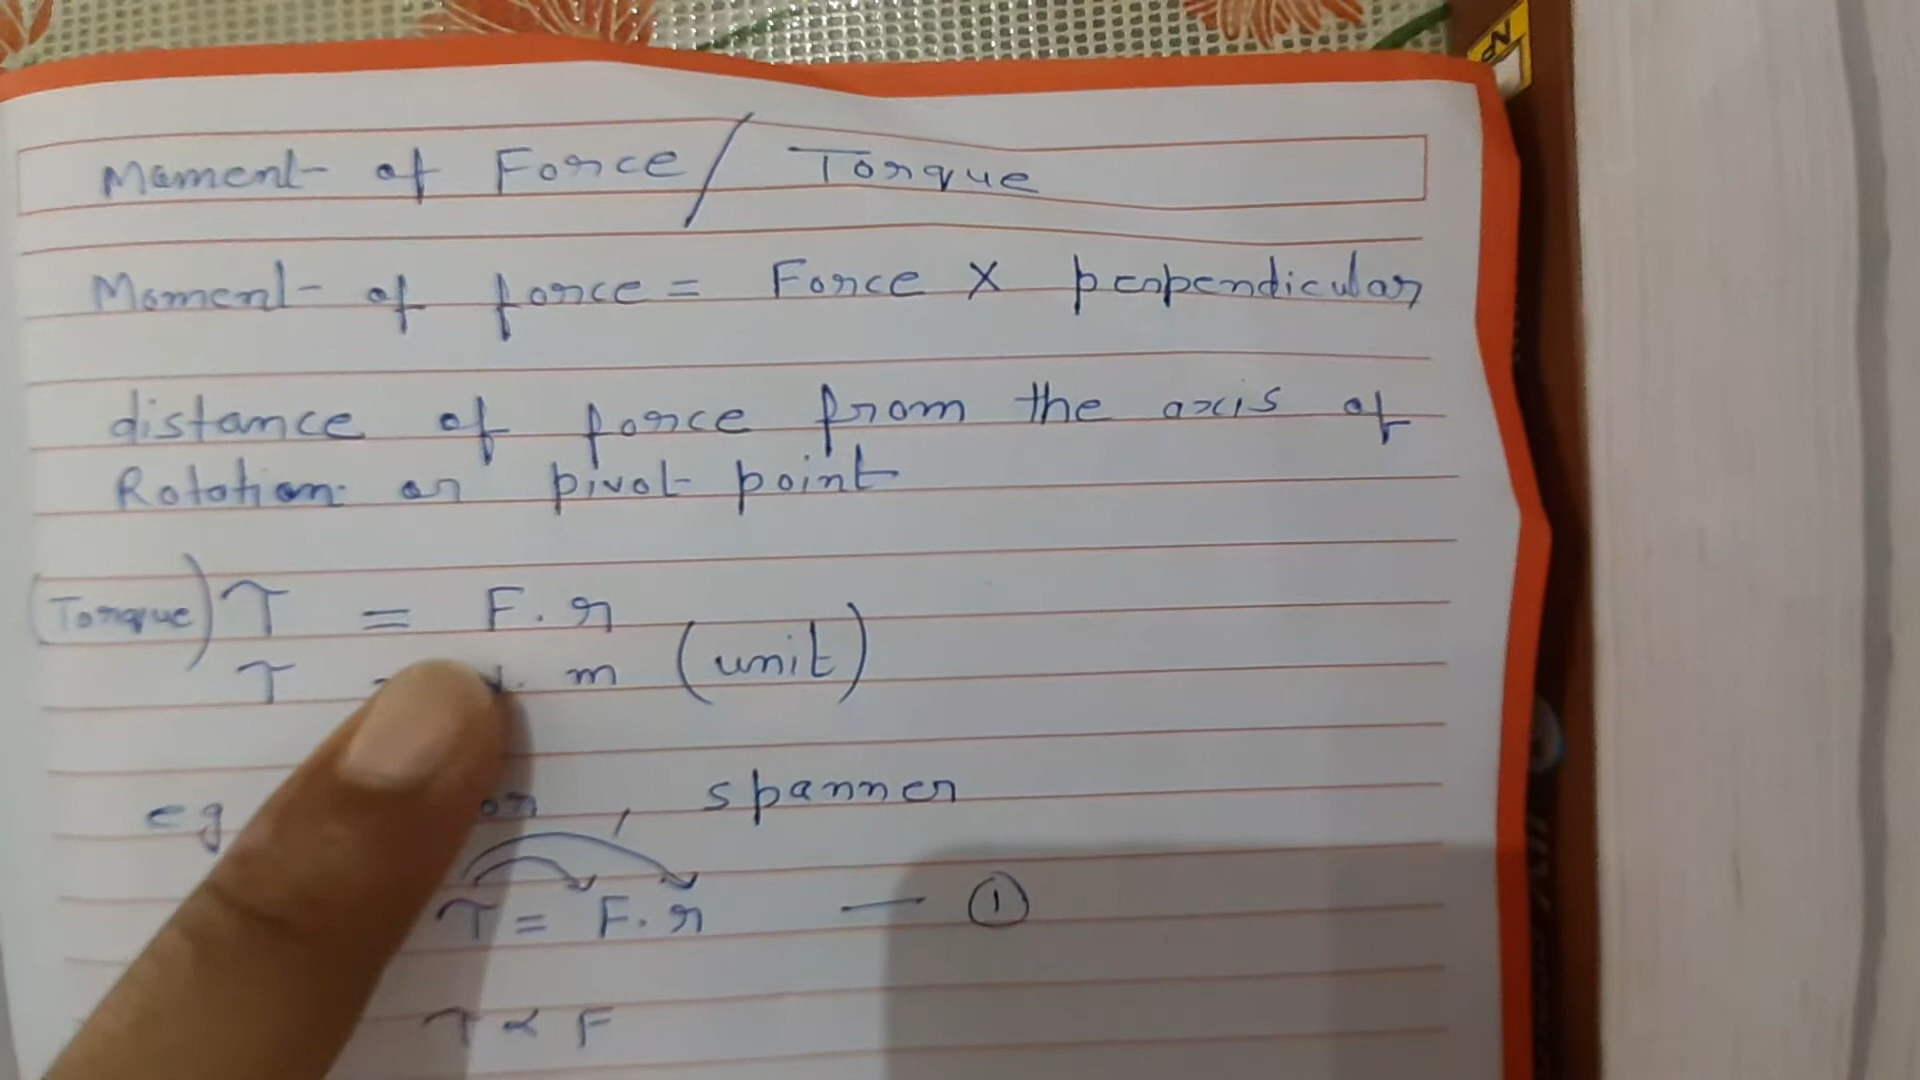 Moment of Force / Torque
Moment of force = Force X perpendicular
distance of force from the axis of
Rotation or pivot point
(Torque) τ = F. r
τ m (unit)
eg , spanner
τ = F. r — ①
τ ∝ F